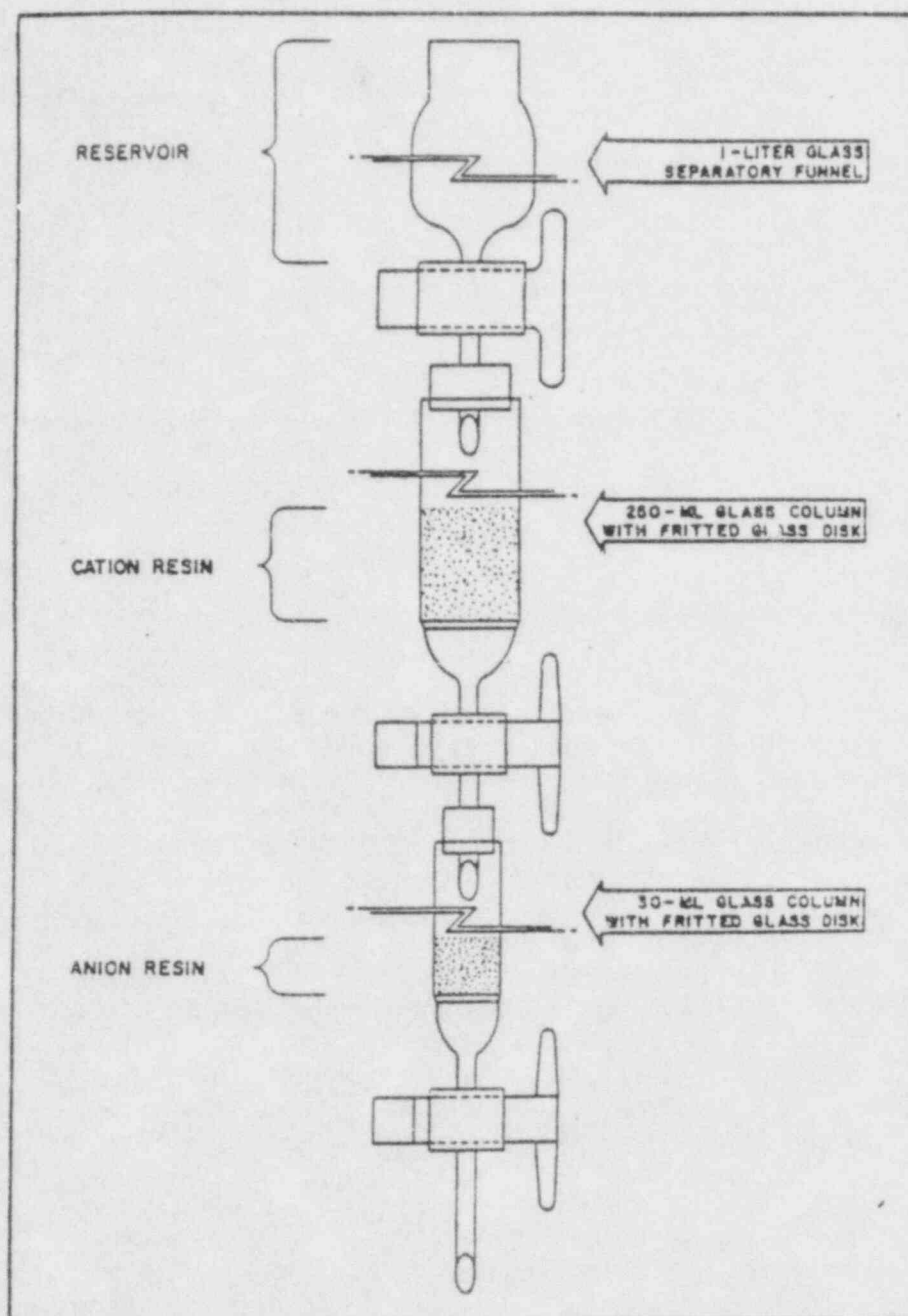 RESERVOIR
1-LITER GLASS
SEPARATORY FUNNEL
250-ML GLASS COLUMN
WITH FRITTED GLASS DISK
CATION RESIN
30-ML GLASS COLUMN
WITH FRITTED GLASS DISK
ANION RESIN